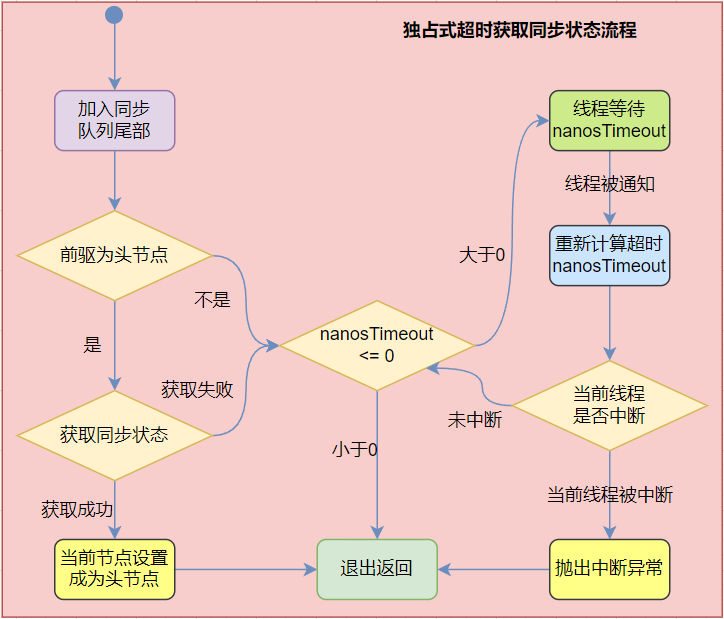 独占式超时获取同步状态流程
加入同步
队列尾部
线程等待
nanosTimeout
线程被通知
前驱为头节点
重新计算超时
nanosTimeout
大于0
不是
nanosTimeout
<= 0
是
获取失败
当前线程
是否中断
未中断
获取同步状态
小于0
获取成功
当前线程被中断
当前节点设置
成为头节点
退出返回
抛出中断异常